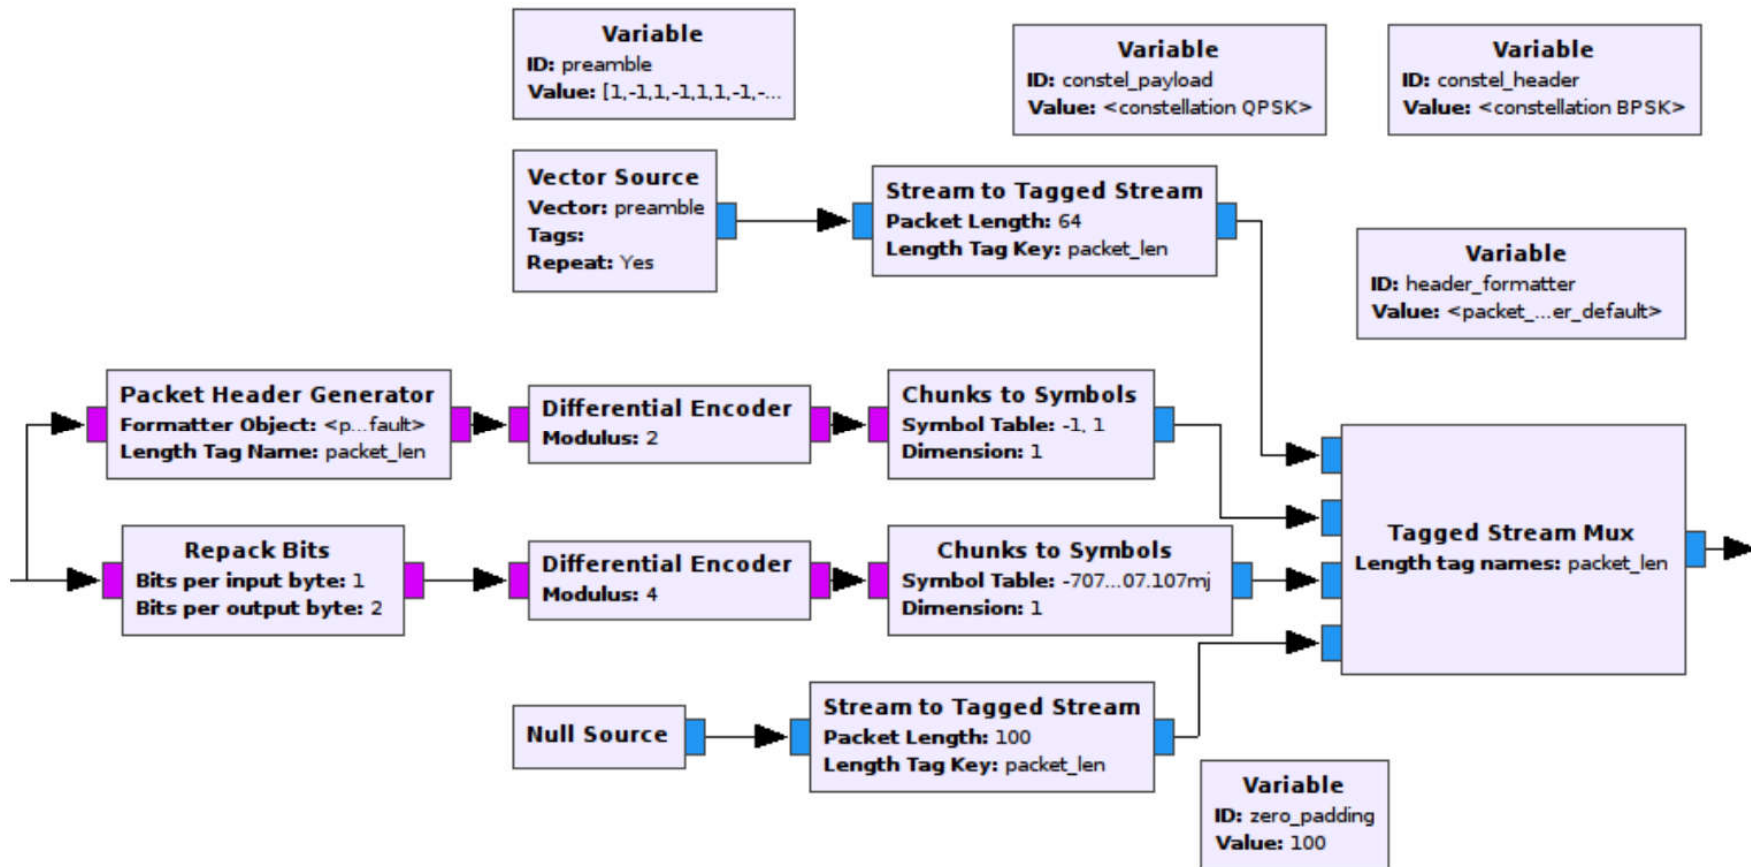 Variable
ID: preamble
Value: [1,-1,1,-1,1,1,-1,-...
Variable
ID: constel_payload
Value: <constellation QPSK>
Variable
ID: constel_header
Value: <constellation BPSK>
Vector Source
Vector: preamble
Tags:
Repeat: Yes
Stream to Tagged Stream
Packet Length: 64
Length Tag Key: packet_len
Variable
ID: header_formatter
Value: <packet_...er_default>
Packet Header Generator
Formatter Object: <p...fault>
Length Tag Name: packet_len
Differential Encoder
Modulus: 2
Chunks to Symbols
Symbol Table: -1, 1
Dimension: 1
Repack Bits
Bits per input byte: 1
Bits per output byte: 2
Differential Encoder
Modulus: 4
Chunks to Symbols
Symbol Table: -707...07.107mj
Dimension: 1
Tagged Stream Mux
Length tag names: packet_len
Null Source
Stream to Tagged Stream
Packet Length: 100
Length Tag Key: packet_len
Variable
ID: zero_padding
Value: 100